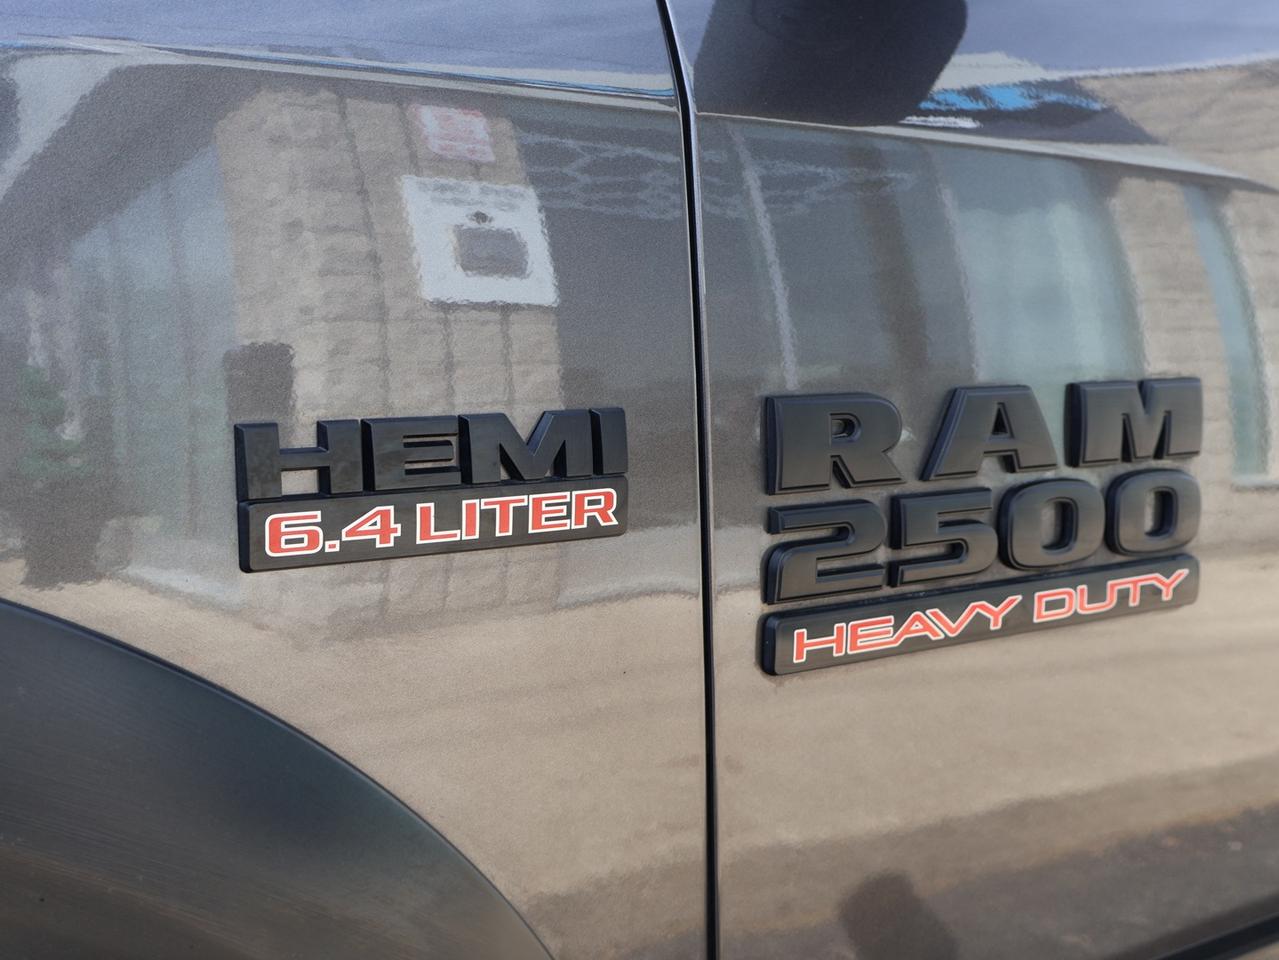 HEMI
6.4 LITER
RAM
2500
HEAVY DUTY